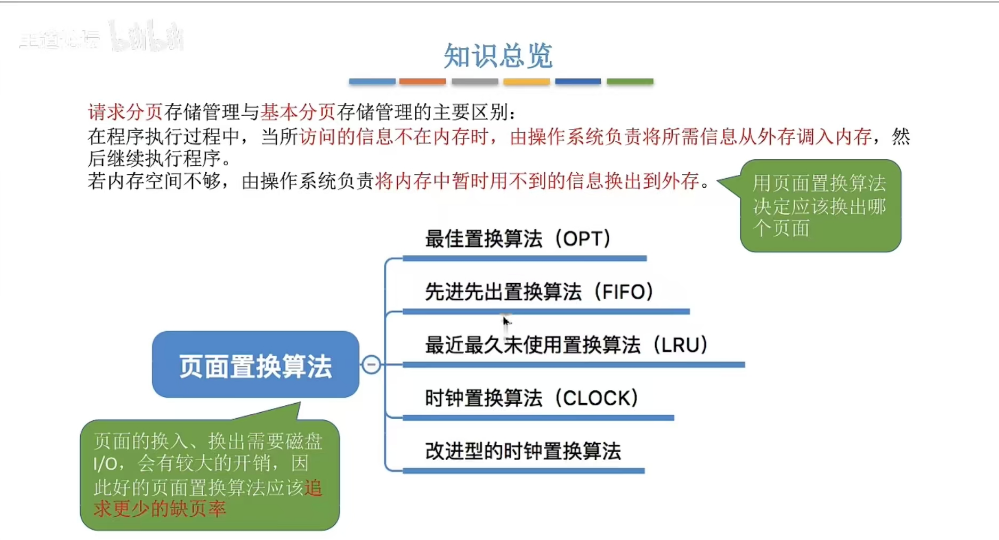 王道论坛 bilibili
知识总览
请求分页存储管理与基本分页存储管理的主要区别：
在程序执行过程中，当所访问的信息不在内存时，由操作系统负责将所需信息从外存调入内存，然
后继续执行程序。
若内存空间不够，由操作系统负责将内存中暂时用不到的信息换出到外存。
用页面置换算法
决定应该换出哪
个页面
最佳置换算法（OPT）
先进先出置换算法（FIFO）
最近最久未使用置换算法（LRU）
页面置换算法
时钟置换算法（CLOCK）
改进型的时钟置换算法
页面的换入、换出需要磁盘
I/O，会有较大的开销，因
此好的页面置换算法应该追
求更少的缺页率